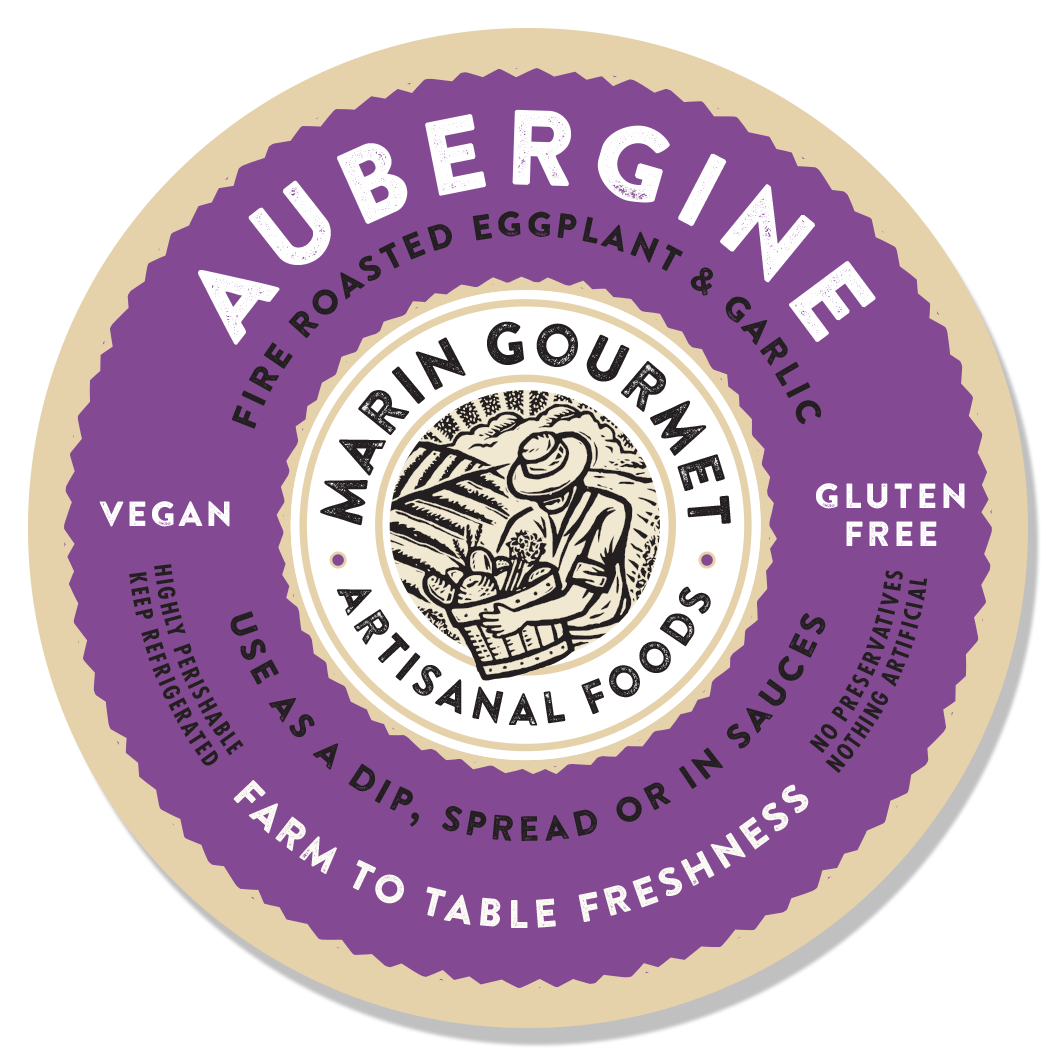 AUBERGINE
FIRE ROASTED EGGPLANT & GARLIC
MARIN GOURMET
ARTISANAL FOODS
VEGAN
GLUTEN
FREE
HIGHLY PERISHABLE
KEEP REFRIGERATED
NO PRESERVATIVES
NOTHING ARTIFICIAL
USE AS A DIP, SPREAD OR IN SAUCES
FARM TO TABLE FRESHNESS